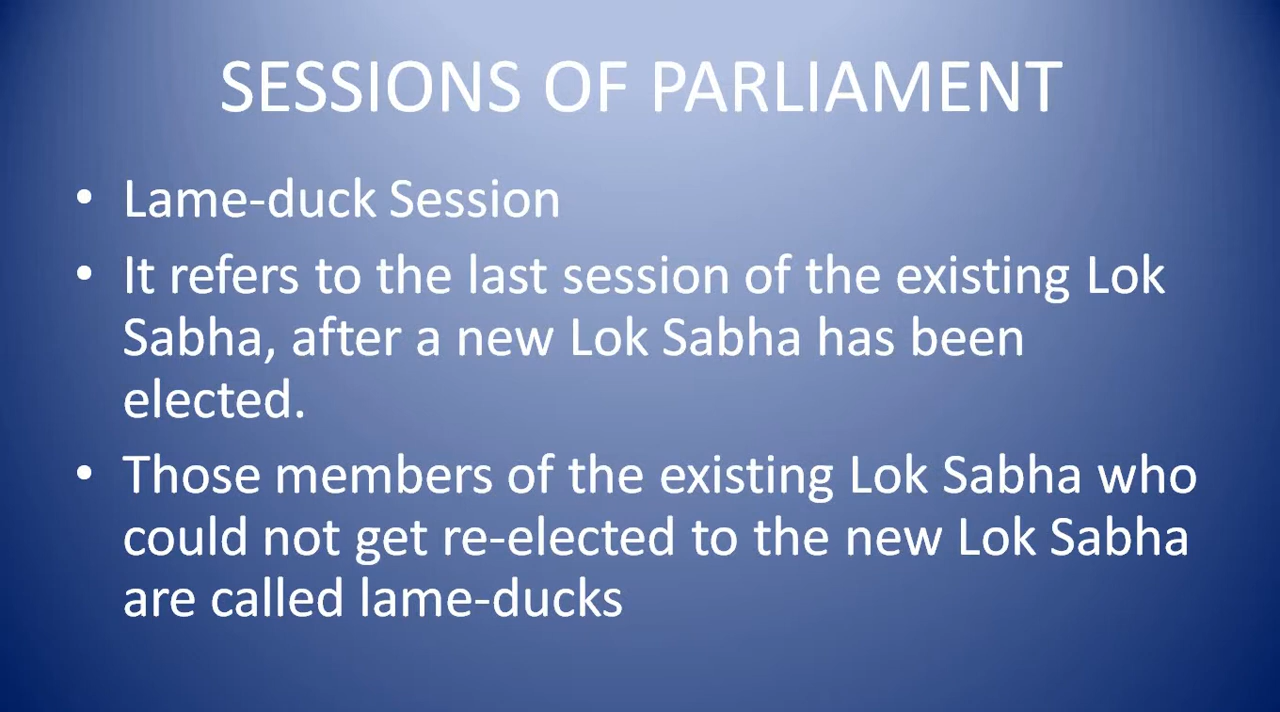 SESSIONS OF PARLIAMENT
• Lame-duck Session
• It refers to the last session of the existing Lok
Sabha, after a new Lok Sabha has been
elected.
• Those members of the existing Lok Sabha who
could not get re-elected to the new Lok Sabha
are called lame-ducks